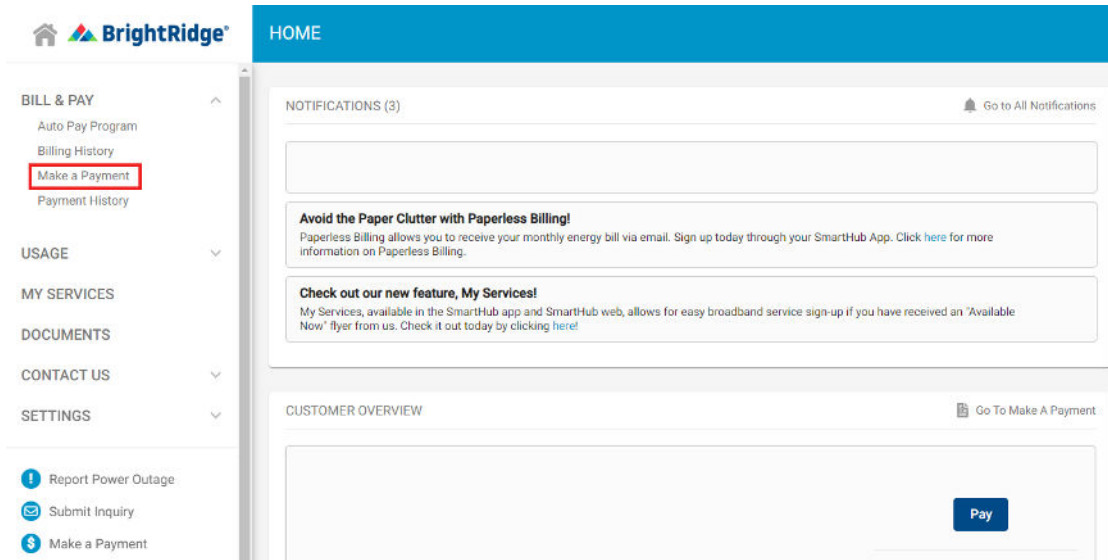 BrightRidge®
HOME
BILL & PAY
Auto Pay Program
Billing History
Make a Payment
Payment History
USAGE
MY SERVICES
DOCUMENTS
CONTACT US
SETTINGS
Report Power Outage
Submit Inquiry
Make a Payment
NOTIFICATIONS (3)
Go to All Notifications
Avoid the Paper Clutter with Paperless Billing!
Paperless Billing allows you to receive your monthly energy bill via email. Sign up today through your SmartHub App. Click here for more
information on Paperless Billing.
Check out our new feature, My Services!
My Services, available in the SmartHub app and SmartHub web, allows for easy broadband service sign-up if you have received an "Available
Now" flyer from us. Check it out today by clicking here!
CUSTOMER OVERVIEW
Go To Make A Payment
Pay